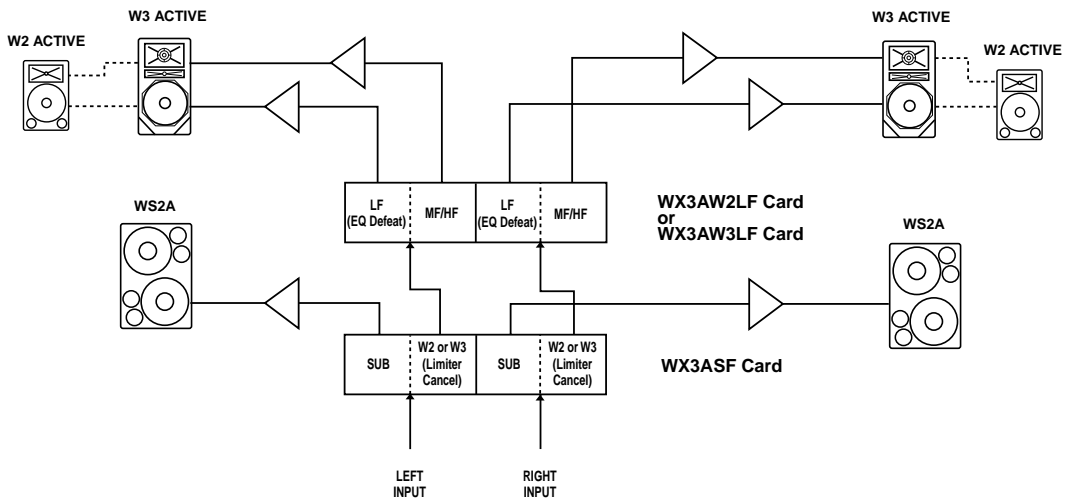 W3 ACTIVE
W3 ACTIVE
W2 ACTIVE
W2 ACTIVE
LF
(EQ Defeat)
MF/HF
LF
(EQ Defeat)
MF/HF
WX3AW2LF Card
or
WX3AW3LF Card
WS2A
WS2A
SUB
W2 or W3
(Limiter
Cancel)
SUB
W2 or W3
(Limiter
Cancel)
WX3ASF Card
LEFT
INPUT
RIGHT
INPUT